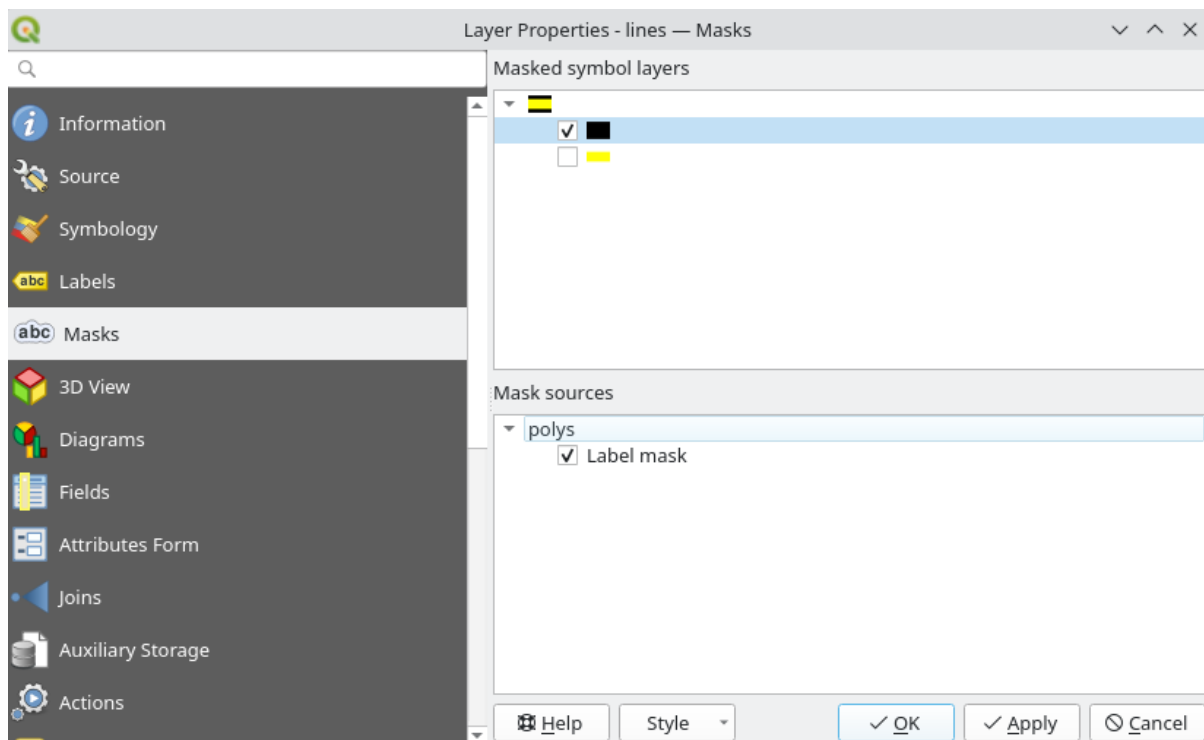 Layer Properties - lines — Masks
Information
Source
Symbology
abc Labels
abc Masks
3D View
Diagrams
Fields
Attributes Form
Joins
Auxiliary Storage
Actions
Masked symbol layers
Mask sources
polys
Label mask
Help
Style
OK
Apply
Cancel